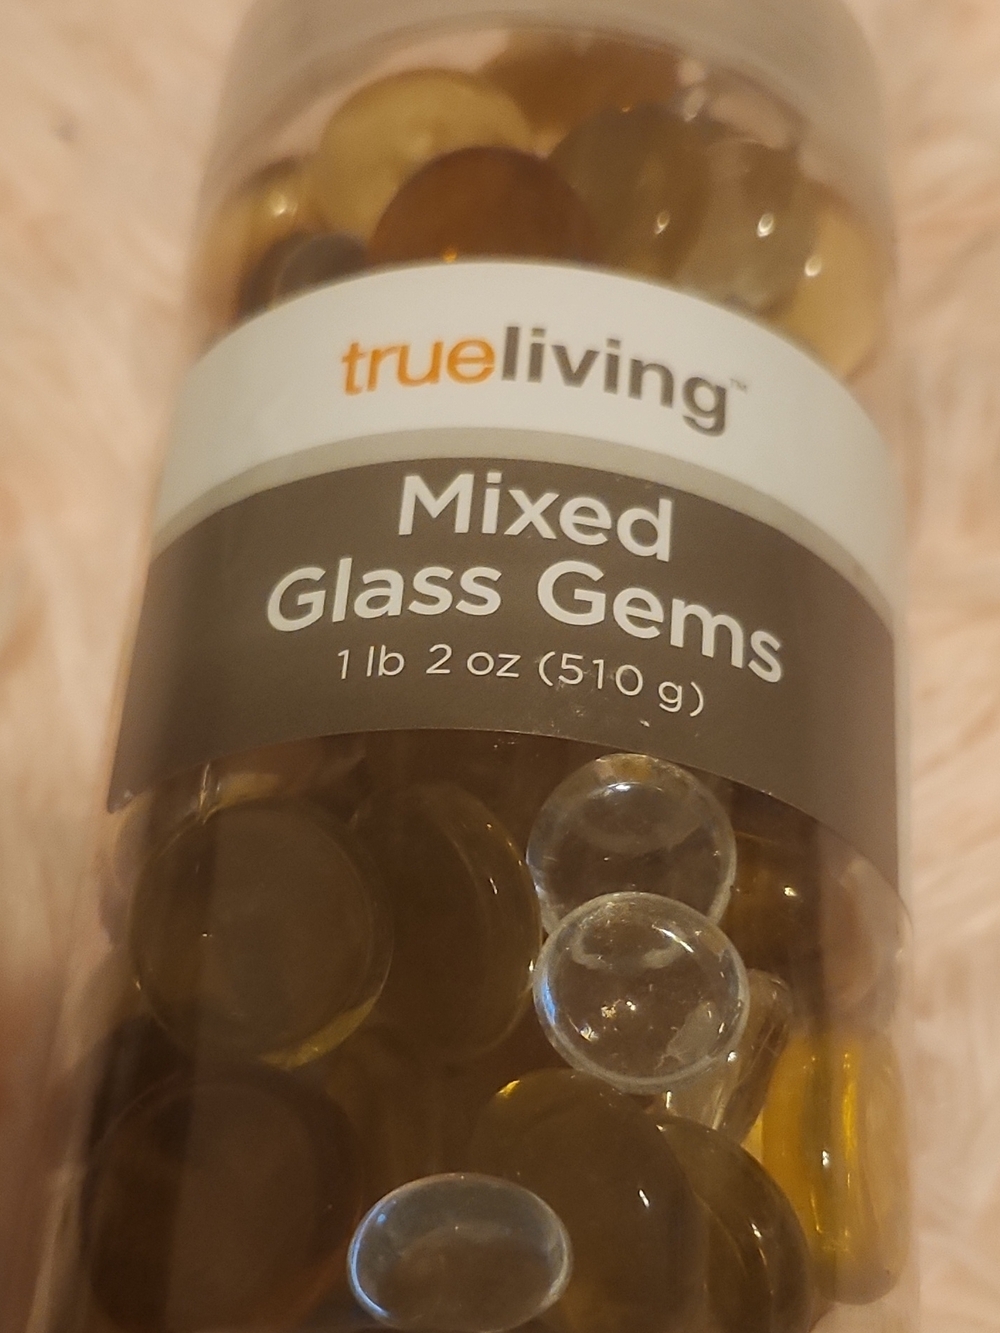 trueliving™
Mixed
Glass Gems
1 lb 2 oz (510 g)